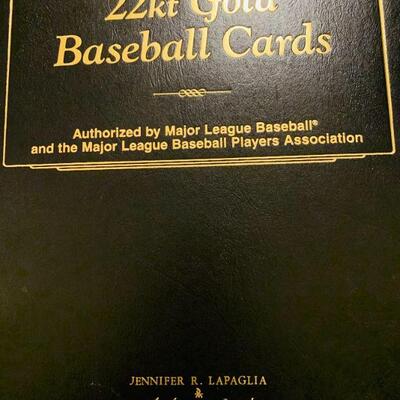 22kt Gold
Baseball Cards
Authorized by Major League Baseball®
and the Major League Baseball Players Association
JENNIFER R. LAPAGLIA